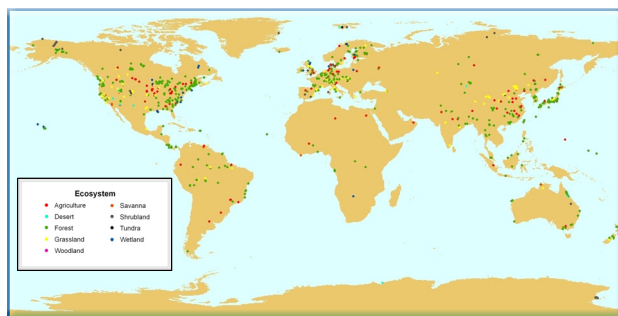 Ecosystem
Agriculture
Savanna
Desert
Shrubland
Forest
Tundra
Grassland
Wetland
Woodland